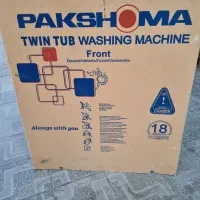 PAKSHOMA
TWIN TUB WASHING MACHINE
Front
Always with you
18